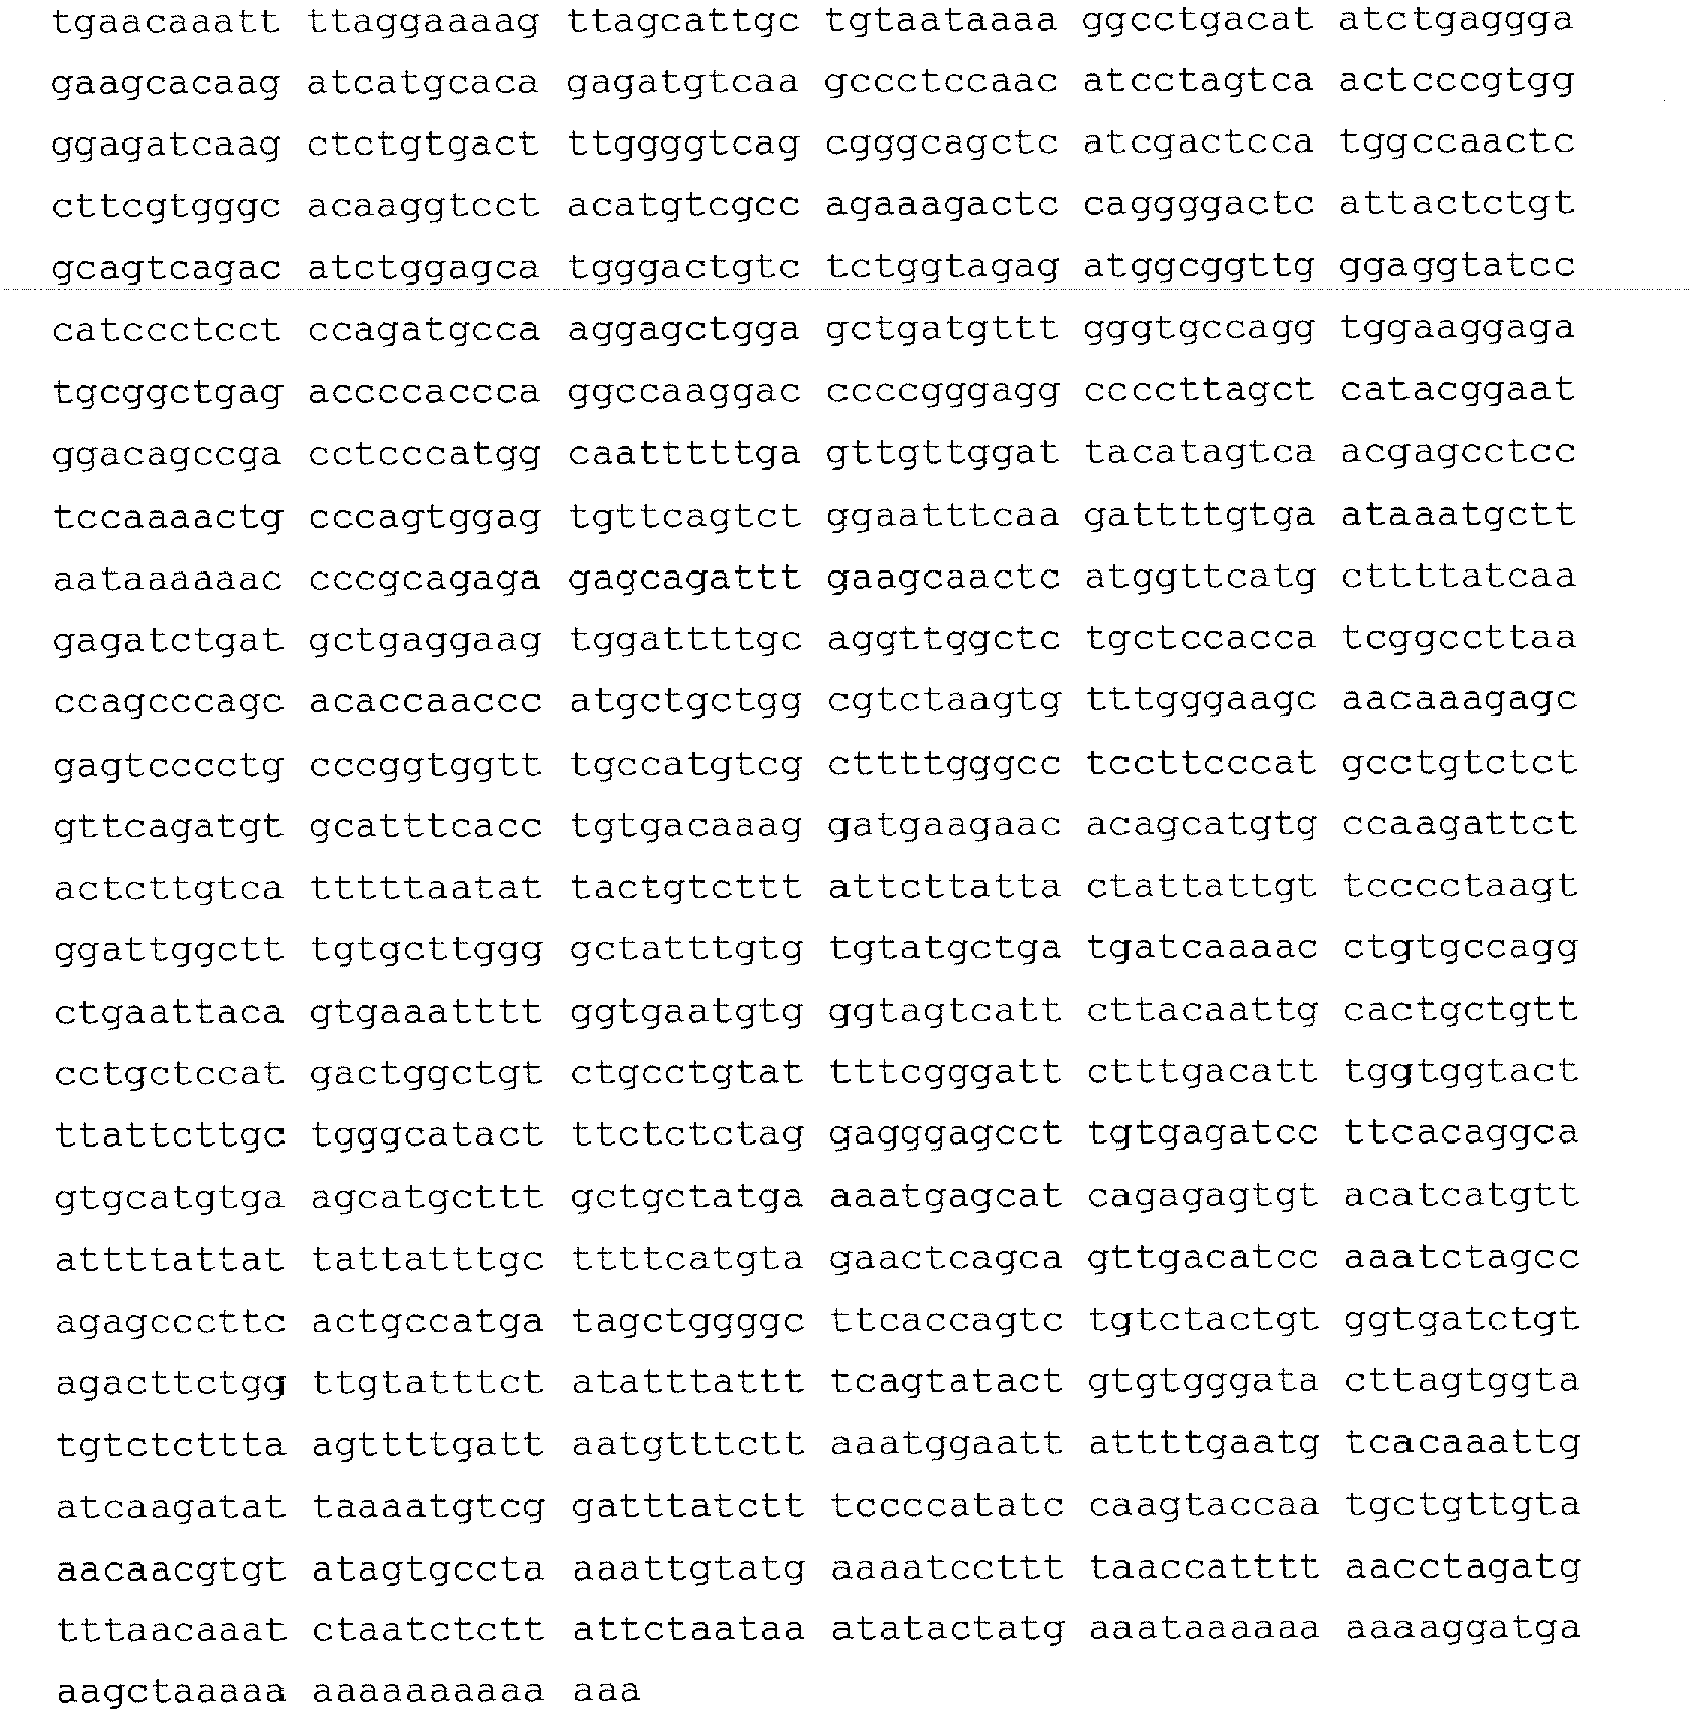 tgaacaaatt ttaggaaaag ttagcattgc tgtaataaaa ggcctgacat atctgaggga
gaagcacaag atcatgcaca gagatgtcaa gccctccaac atcctagtca actcccgtgg
ggagatcaag ctctgtgact ttggggtcag cgggcagctc atcgactcca tggccaactc
cttcgtgggc acaaggtcct acatgtcgcc agaaagactc caggggactc attactctgt
gcagtcagac atctggagca tgggactgtc tctggtagag atggcggttg ggaggtatcc
catccctcct ccagatgcca aggagctgga gctgatgttt gggtgccagg tggaaggaga
tgcggctgag accccaccca ggccaaggac ccccgggagg ccccttagct catacggaat
ggacagccga cctcccatgg caatttttga gttgttggat tacatagtca acgagcctcc
tccaaaactg cccagtggag tgttcagtct ggaatttcaa gattttgtga ataaatgctt
aataaaaaac cccgcagaga gagcagattt gaagcaactc atggttcatg cttttatcaa
gagatctgat gctgaggaag tggattttgc aggttggctc tgctccacca tcggccttaa
ccagcccagc acaccaaccc atgctgctgg cgtctaagtg tttgggaagc aacaaagagc
gagtcccctg cccggtggtt tgccatgtcg cttttgggcc tccttcccat gcctgtctct
gttcagatgt gcatttcacc tgtgacaaag gatgaagaac acagcatgtg ccaagattct
actcttgtca tttttaatat tactgtcttt attcttatta ctattattgt tcccctaagt
ggattggctt tgtgcttggg gctatttgtg tgtatgctga tgatcaaaac ctgtgccagg
ctgaattaca gtgaaatttt ggtgaatgtg ggtagtcatt cttacaattg cactgctgtt
cctgctccat gactggctgt ctgcctgtat tttcgggatt ctttgacatt tggtggtact
ttattcttgc tgggcatact ttctctctag gagggagcct tgtgagatcc ttcacaggca
gtgcatgtga agcatgcttt gctgctatga aaatgagcat cagagagtgt acatcatgtt
attttattat tattatttgc ttttcatgta gaactcagca gttgacatcc aaatctagcc
agagcccttc actgccatga tagctggggc ttcaccagtc tgtctactgt ggtgatctgt
agacttctgg ttgtatttct atatttattt tcagtatact gtgtgggata cttagtggta
tgtctcttta agttttgatt aatgtttctt aaatggaatt attttgaatg tcacaaattg
atcaagatat taaaatgtcg gatttatctt tccccatatc caagtaccaa tgctgttgta
aacaacgtgt atagtgccta aaattgtatg aaaatccttt taaccatttt aacctagatg
tttaacaaat ctaatctctt attctaataa atatactatg aaataaaaaa aaaaggatga
aagctaaaaa aaaaaaaaaa aaa